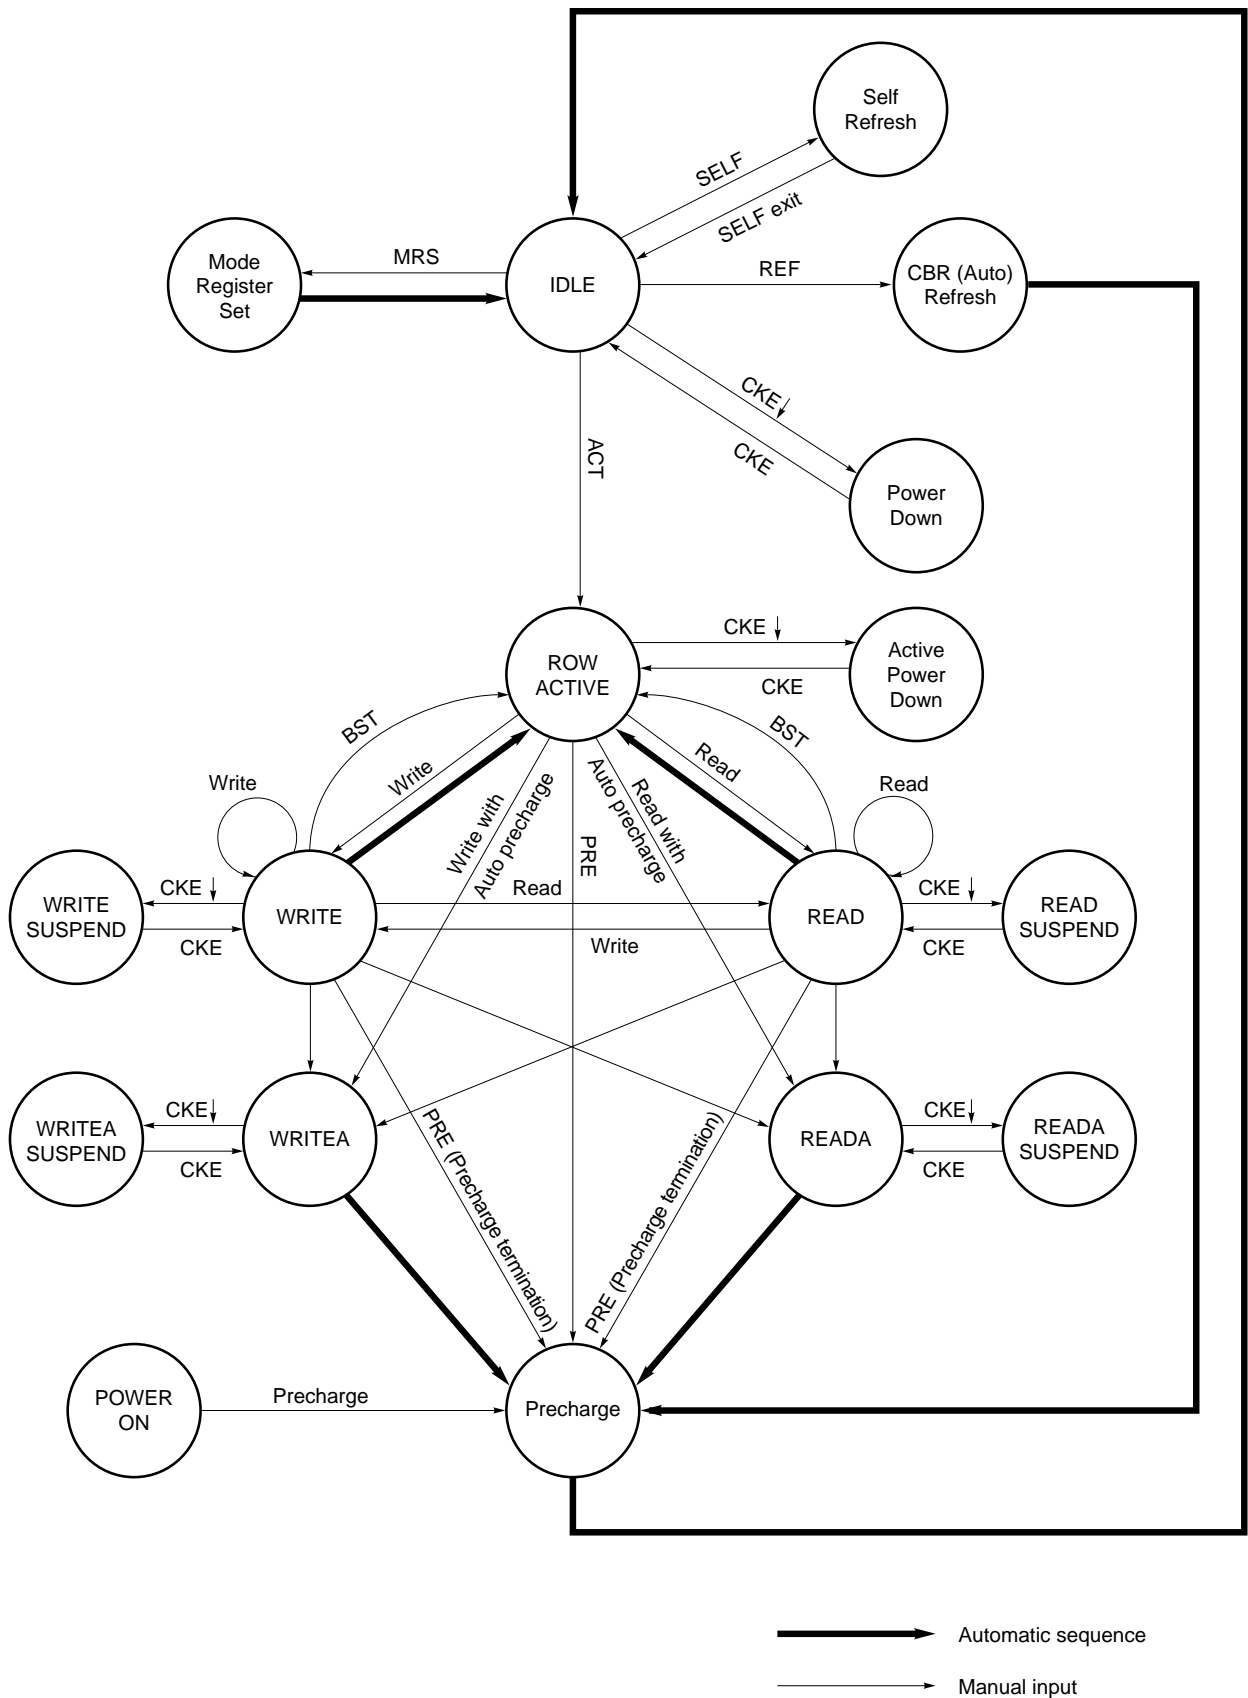 Self
Refresh
SELF
SELF exit
Mode
Register
Set
MRS
IDLE
REF
CBR (Auto)
Refresh
CKE
CKE
ACT
Power
Down
ROW
ACTIVE
CKE
CKE
Active
Power
Down
BST
BST
Write
Read
Write
Write with
Auto precharge
PRE
Read with
Auto precharge
Read
WRITE
SUSPEND
CKE
CKE
WRITE
Read
Write
READ
CKE
CKE
READ
SUSPEND
WRITEA
SUSPEND
CKE
CKE
WRITEA
PRE (Precharge termination)
PRE (Precharge termination)
READA
CKE
CKE
READA
SUSPEND
POWER
ON
Precharge
Precharge
Automatic sequence
Manual input